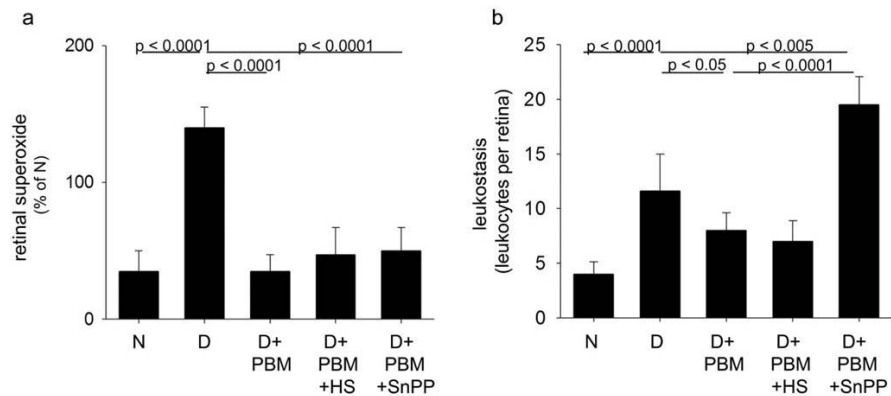 a
p < 0.0001 p < 0.0001
p < 0.0001
retinal superoxide
(% of N)
200
100
0
N D D+ D+ D+
PBM PBM PBM
+HS +SnPP
b
p < 0.0001 p < 0.005
p < 0.05 p < 0.0001
leukostasis
(leukocytes per retina)
25
20
15
10
5
0
N D D+ D+ D+
PBM PBM PBM
+HS +SnPP